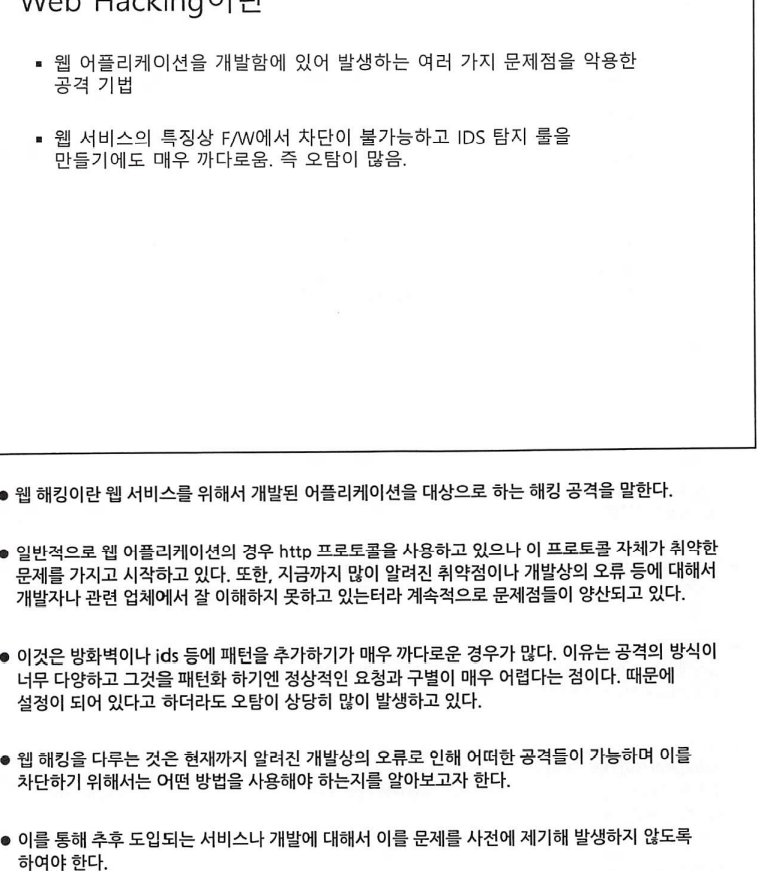 Web Hacking이란
▪ 웹 어플리케이션을 개발함에 있어 발생하는 여러 가지 문제점을 악용한
공격 기법
▪ 웹 서비스의 특징상 F/W에서 차단이 불가능하고 IDS 탐지 룰을
만들기에도 매우 까다로움. 즉 오탐이 많음.
● 웹 해킹이란 웹 서비스를 위해서 개발된 어플리케이션을 대상으로 하는 해킹 공격을 말한다.
● 일반적으로 웹 어플리케이션의 경우 http 프로토콜을 사용하고 있으나 이 프로토콜 자체가 취약한
문제를 가지고 시작하고 있다. 또한, 지금까지 많이 알려진 취약점이나 개발상의 오류 등에 대해서
개발자나 관련 업체에서 잘 이해하지 못하고 있는터라 계속적으로 문제점들이 양산되고 있다.
● 이것은 방화벽이나 ids 등에 패턴을 추가하기가 매우 까다로운 경우가 많다. 이유는 공격의 방식이
너무 다양하고 그것을 패턴화 하기엔 정상적인 요청과 구별이 매우 어렵다는 점이다. 때문에
설정이 되어 있다고 하더라도 오탐이 상당히 많이 발생하고 있다.
● 웹 해킹을 다루는 것은 현재까지 알려진 개발상의 오류로 인해 어떠한 공격들이 가능하며 이를
차단하기 위해서는 어떤 방법을 사용해야 하는지를 알아보고자 한다.
● 이를 통해 추후 도입되는 서비스나 개발에 대해서 이를 문제를 사전에 제기해 발생하지 않도록
하여야 한다.